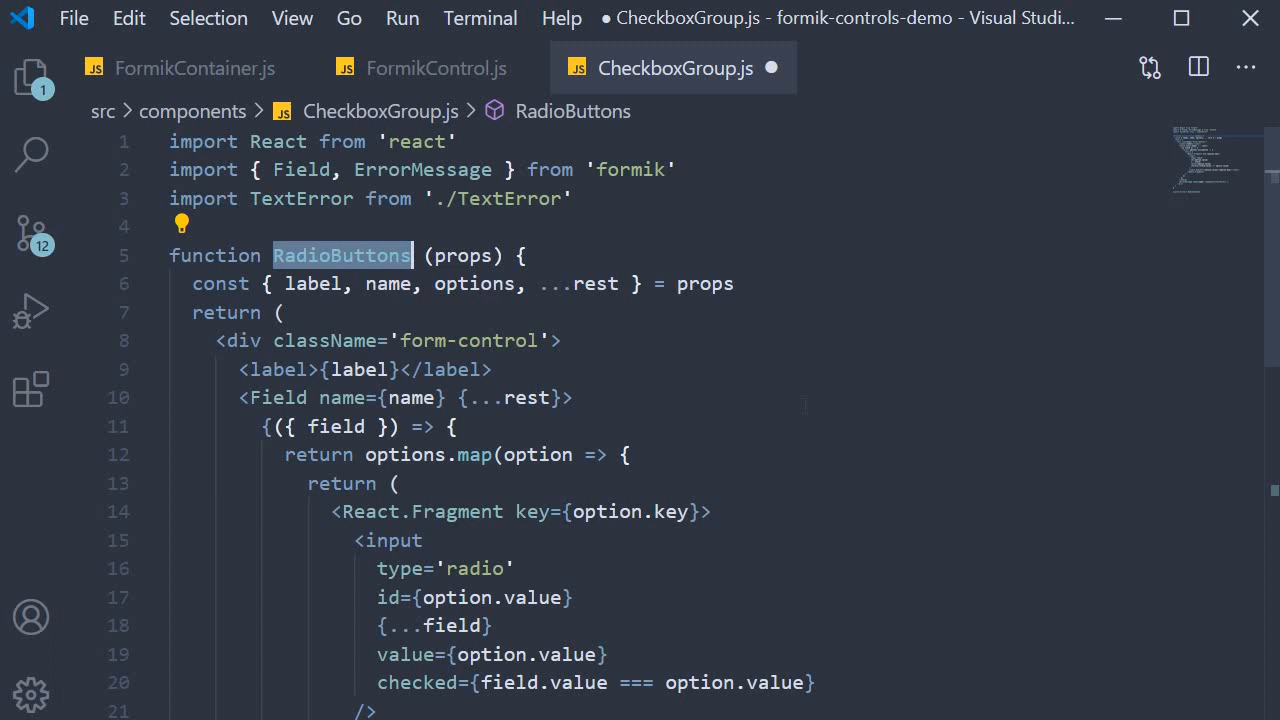 File Edit Selection View Go Run Terminal Help ● CheckboxGroup.js - formik-controls-demo - Visual Studi...
JS FormikContainer.js JS FormikControl.js JS CheckboxGroup.js ●
src > components > JS CheckboxGroup.js > RadioButtons
1
12
1 import React from 'react'
2 import { Field, ErrorMessage } from 'formik'
3 import TextError from './TextError'
4
5 function RadioButtons (props) {
6 const { label, name, options, ...rest } = props
7 return (
8 <div className='form-control'>
9 <label>{label}</label>
10 <Field name={name} {...rest}>
11 {({ field }) => {
12 return options.map(option => {
13 return (
14 <React.Fragment key={option.key}>
15 <input
16 type='radio'
17 id={option.value}
18 {...field}
19 value={option.value}
20 checked={field.value === option.value}
21 />